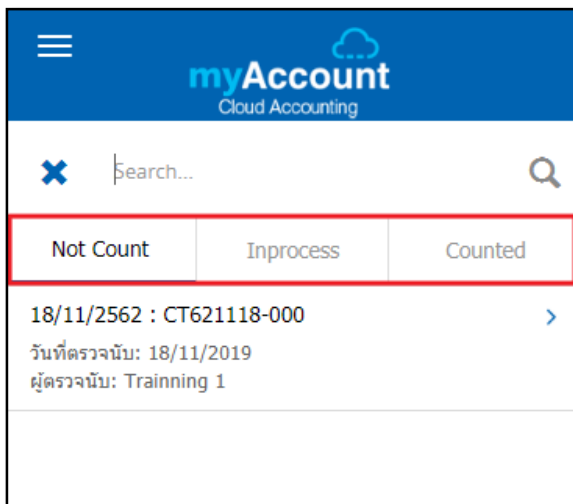 myAccount
Cloud Accounting
Search...
Not Count Inprocess Counted
18/11/2562 : CT621118-000
วันที่ตรวจนับ: 18/11/2019
ผู้ตรวจนับ: Trainning 1